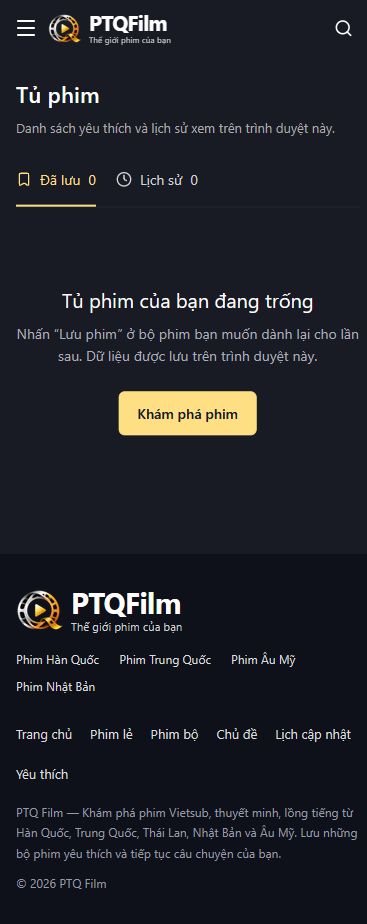 PTQFilm
Thế giới phim của bạn
Tủ phim
Danh sách yêu thích và lịch sử xem trên trình duyệt này.
Đã lưu 0 Lịch sử 0
Tủ phim của bạn đang trống
Nhấn “Lưu phim” ở bộ phim bạn muốn dành lại cho lần
sau. Dữ liệu được lưu trên trình duyệt này.
Khám phá phim
PTQFilm
Thế giới phim của bạn
Phim Hàn Quốc Phim Trung Quốc Phim Âu Mỹ
Phim Nhật Bản
Trang chủ Phim lẻ Phim bộ Chủ đề Lịch cập nhật
Yêu thích
PTQ Film — Khám phá phim Vietsub, thuyết minh, lồng tiếng từ
Hàn Quốc, Trung Quốc, Thái Lan, Nhật Bản và Âu Mỹ. Lưu những
bộ phim yêu thích và tiếp tục câu chuyện của bạn.
© 2026 PTQ Film